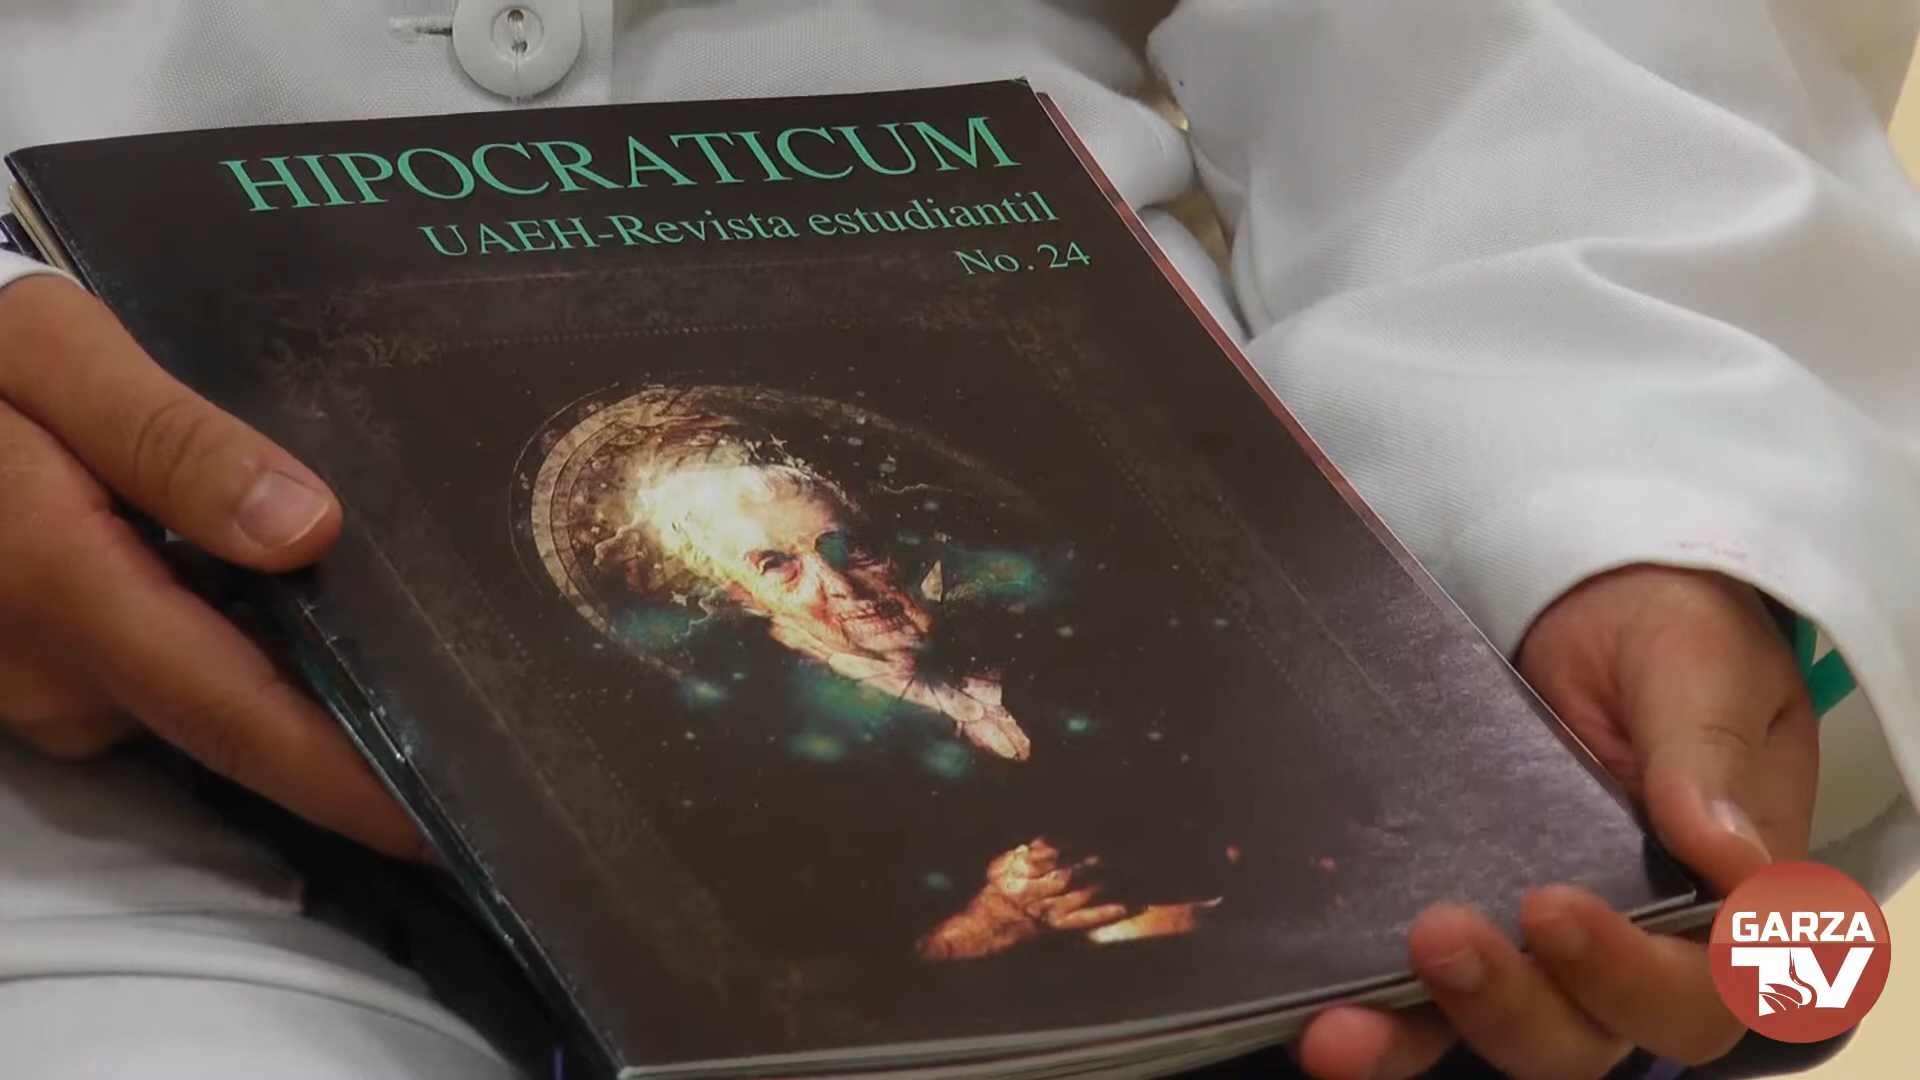 HIPOCRATICUM
UAEH-Revista estudiantil
No. 24
GARZA
TV